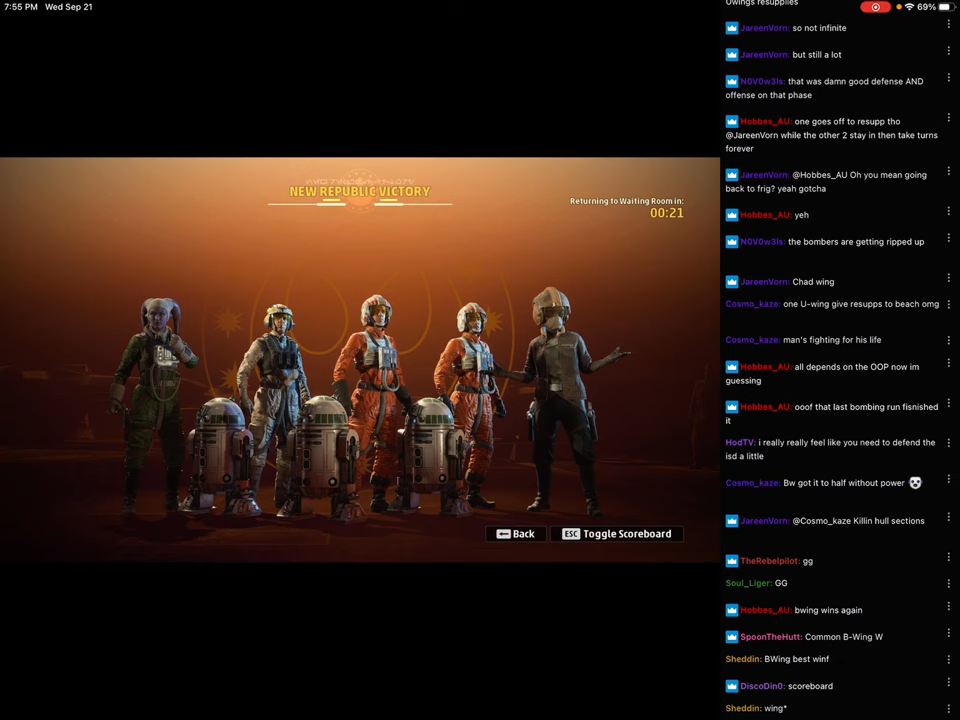 7:55 PM Wed Sep 21
69%
NEW REPUBLIC VICTORY
Returning to Waiting Room in:
00:21
Back
ESC Toggle Scoreboard
Uwings resupplies
JareenVorn: so not infinite
JareenVorn: but still a lot
N0V0w3ls: that was damn good defense AND
offense on that phase
Hobbes_AU: one goes off to resupp tho
@JareenVorn while the other 2 stay in then take turns
forever
JareenVorn: @Hobbes_AU Oh you mean going
back to frig? yeah gotcha
Hobbes_AU: yeh
N0V0w3ls: the bombers are getting ripped up
JareenVorn: Chad wing
Cosmo_kaze: one U-wing give resupps to beach omg
Cosmo_kaze: man's fighting for his life
Hobbes_AU: all depends on the OOP now im
guessing
Hobbes_AU: ooof that last bombing run fisnished
it
HodTV: i really really feel like you need to defend the
isd a little
Cosmo_kaze: Bw got it to half without power
JareenVorn: @Cosmo_kaze Killin hull sections
TheRebelpilot: gg
Soul_Liger: GG
Hobbes_AU: bwing wins again
SpoonTheHutt: Common B-Wing W
Sheddin: BWing best winf
DiscoDin0: scoreboard
Sheddin: wing*